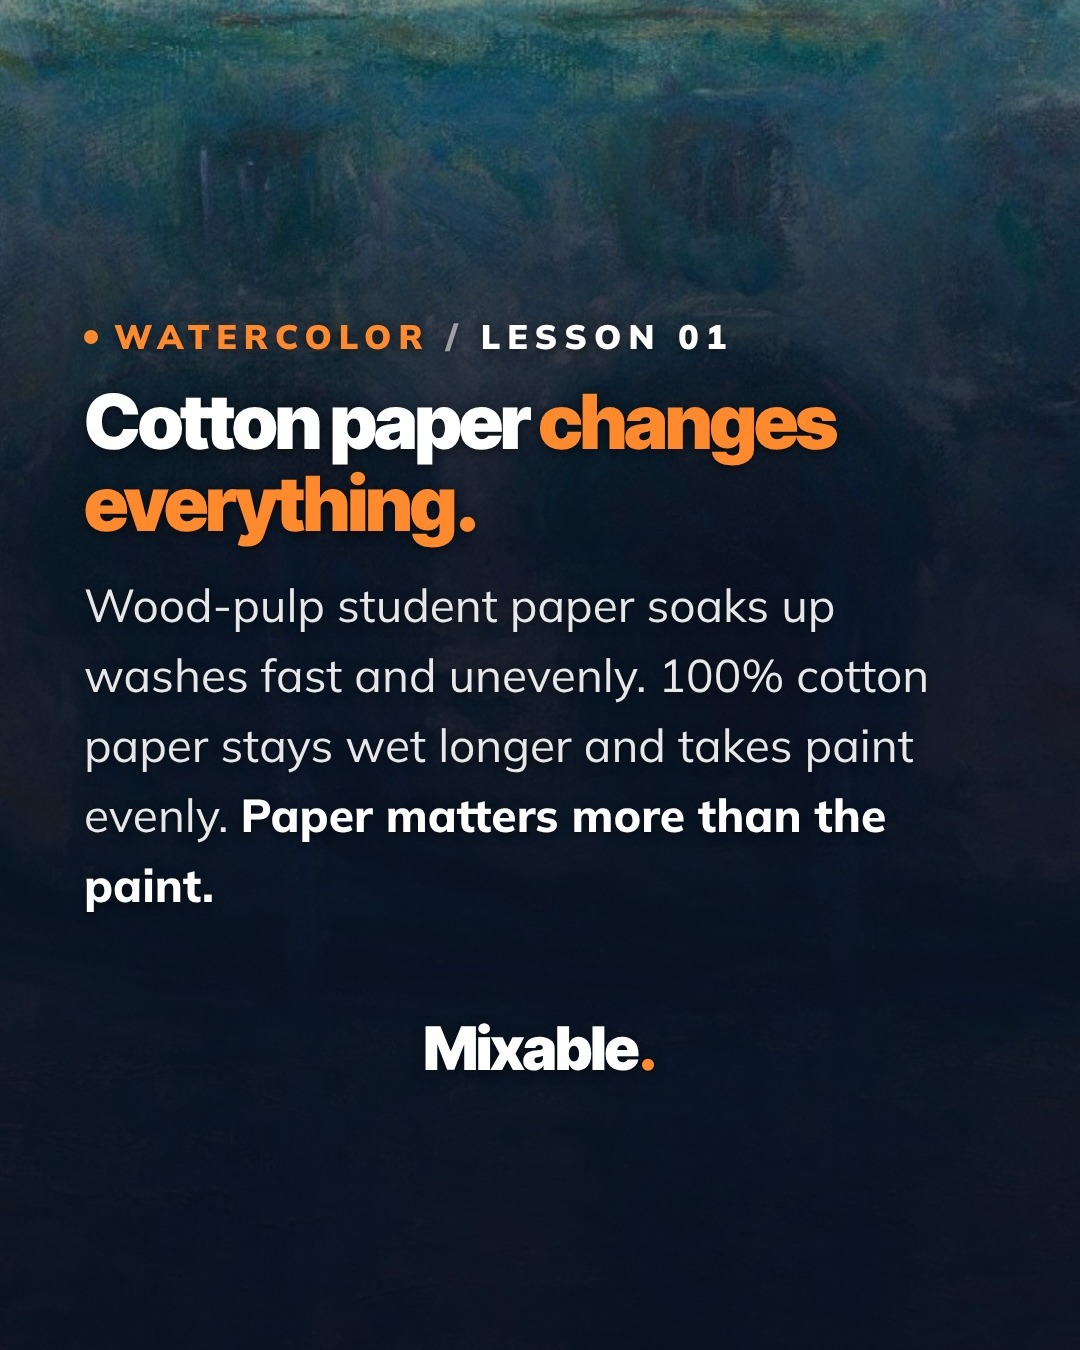 • WATERCOLOR / LESSON 01
Cotton paper changes
everything.
Wood-pulp student paper soaks up
washes fast and unevenly. 100% cotton
paper stays wet longer and takes paint
evenly. Paper matters more than the
paint.
Mixable.